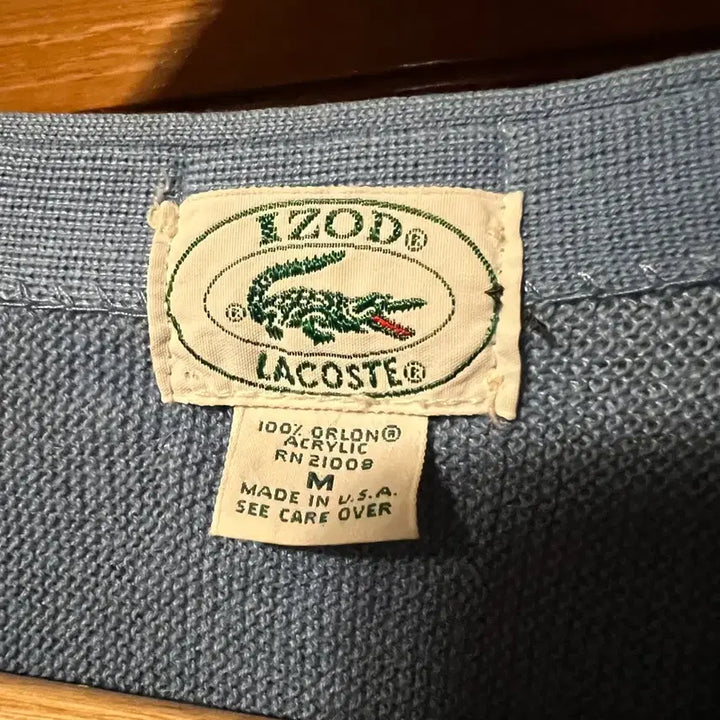 IZOD®
®
LACOSTE®
100% ORLON®
ACRYLIC
RN 21008
M
MADE IN U.S.A.
SEE CARE OVER